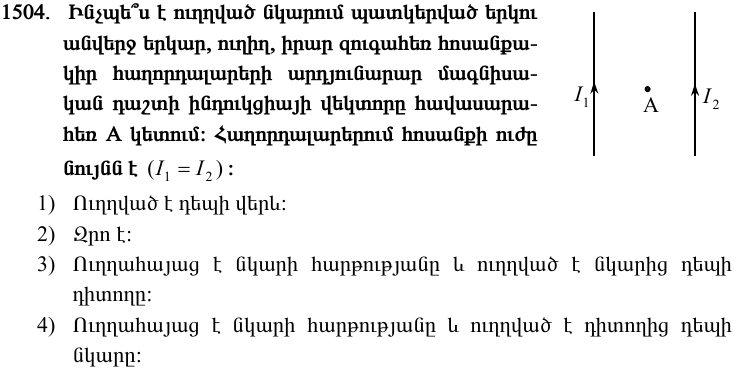 1504. Ինչպե՞ս է ուղղված նկարում պատկերված երկու
անվերջ երկար, ուղիղ, իրար զուգահեռ հոսանքա-
կիր հաղորդալարերի արդյունարար մագնիսա-
կան դաշտի ինդուկցիայի վեկտորը հավասարա-
հեռ A կետում: Հաղորդալարերում հոսանքի ուժը
նույնն է (I₁ = I₂) :
I₁
A
I₂
1) Ուղղված է դեպի վերև:
2) Զրո է:
3) Ուղղահայաց է նկարի հարթությանը և ուղղված է նկարից դեպի
դիտողը:
4) Ուղղահայաց է նկարի հարթությանը և ուղղված է դիտողից դեպի
նկարը: